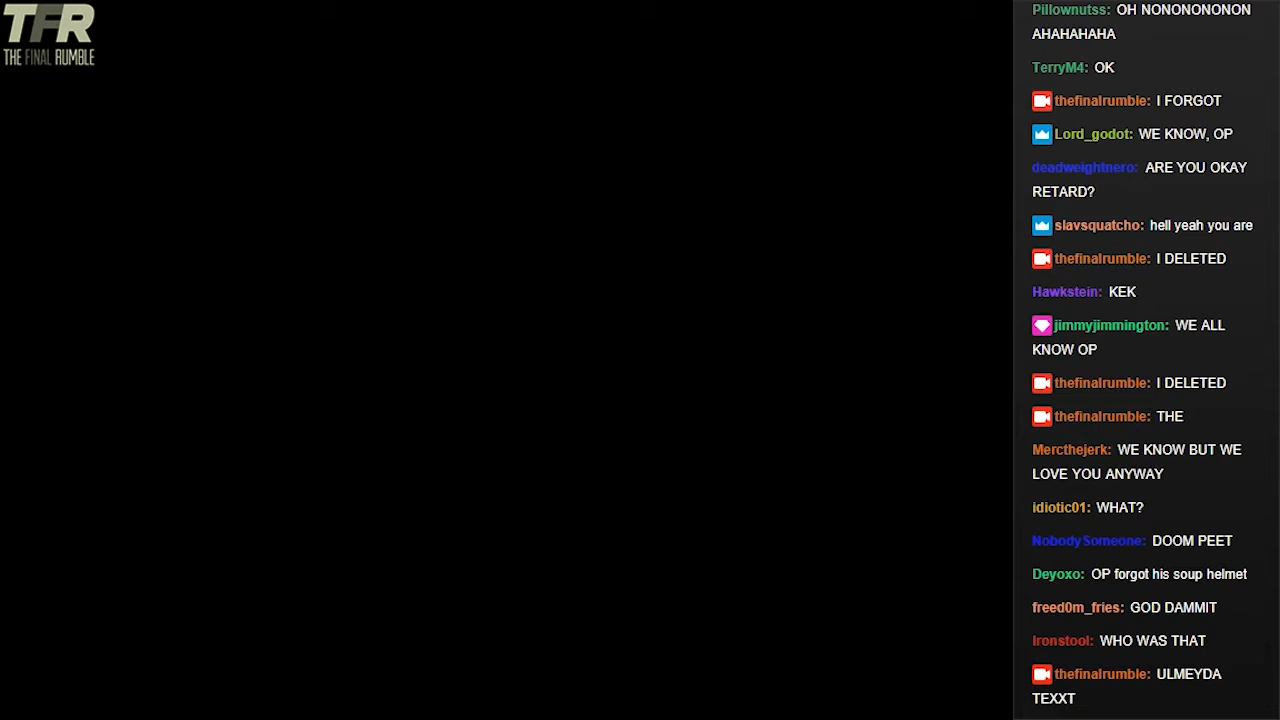 TFR
THE FINAL RUMBLE
Pillownutss: OH NONONONONON
AHAHAHAHA
TerryM4: OK
thefinalrumble: I FORGOT
Lord_godot: WE KNOW, OP
deadweightnero: ARE YOU OKAY
RETARD?
slavsquatcho: hell yeah you are
thefinalrumble: I DELETED
Hawkstein: KEK
jimmyjimmington: WE ALL
KNOW OP
thefinalrumble: I DELETED
thefinalrumble: THE
Mercthejerk: WE KNOW BUT WE
LOVE YOU ANYWAY
idiotic01: WHAT?
NobodySomeone: DOOM PEET
Deyoxo: OP forgot his soup helmet
freed0m_fries: GOD DAMMIT
Ironstool: WHO WAS THAT
thefinalrumble: ULMEYDA
TEXXT